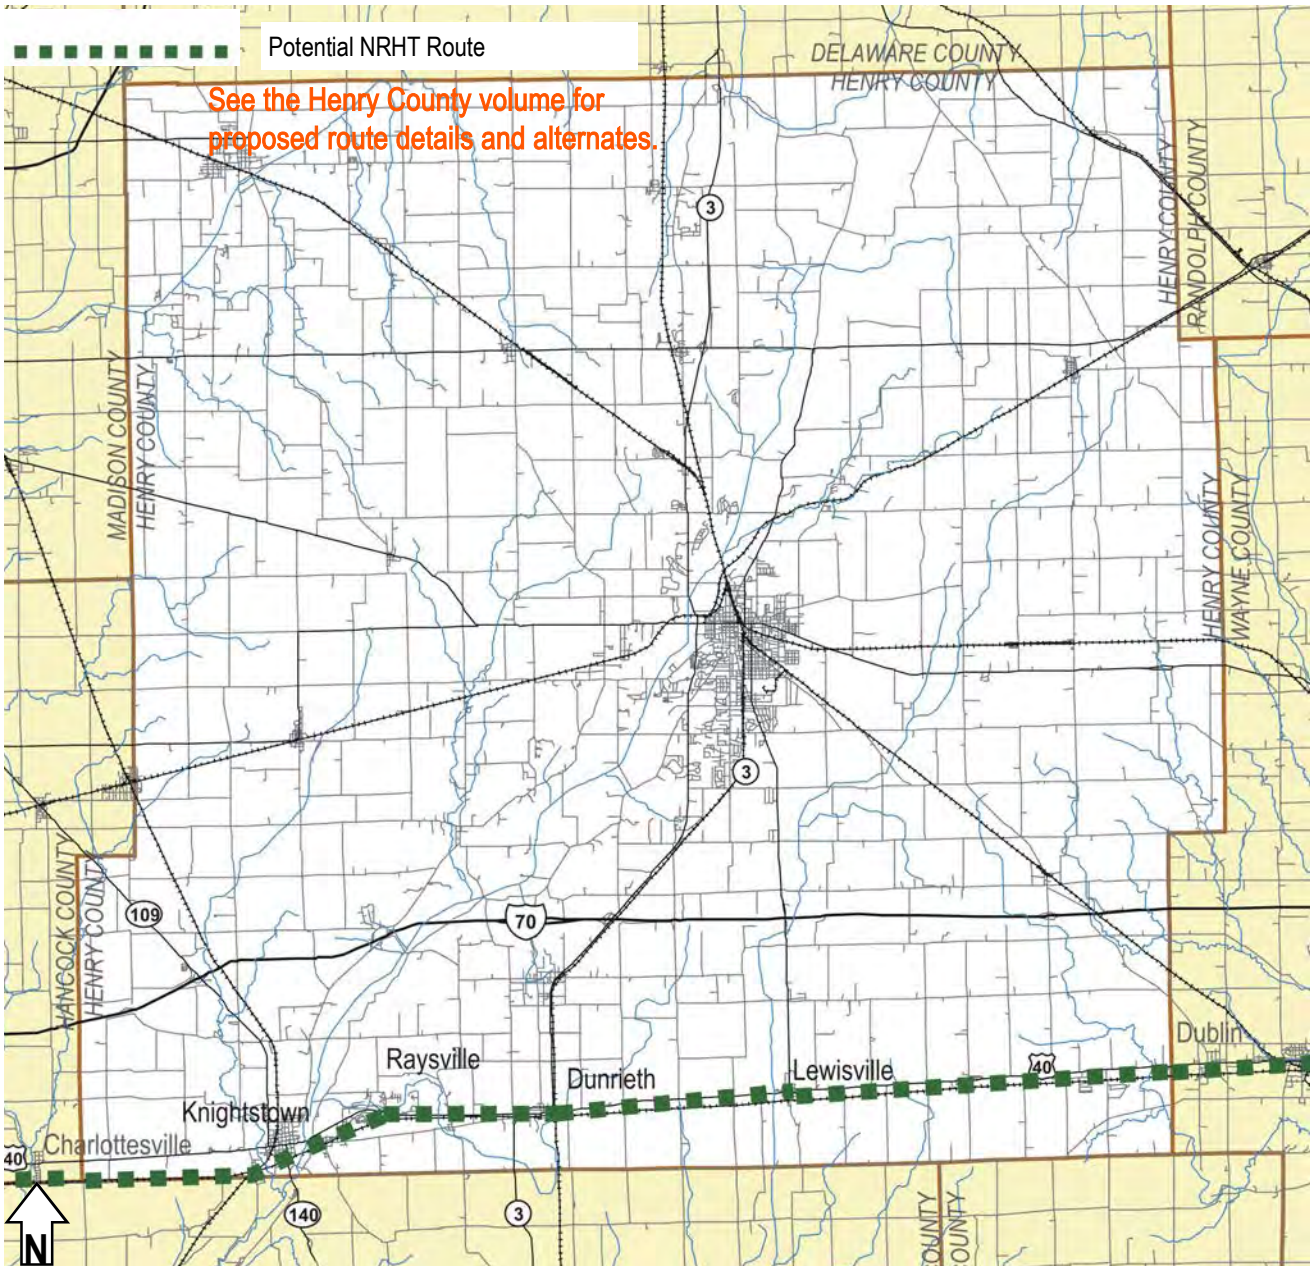 Potential NRHT Route
See the Henry County volume for
proposed route details and alternates.
DELAWARE COUNTY
HENRY COUNTY
HENRY COUNTY
RANDOLPH COUNTY
3
MADISON COUNTY
HENRY COUNTY
HENRY COUNTY
WAYNE COUNTY
3
HANCOCK COUNTY
HENRY COUNTY
109
70
Raysville
Dunrieth
Lewisville
40
Dublin
Knightstown
Charlottesville
40
140
3
N
OUNTY
OUNTY